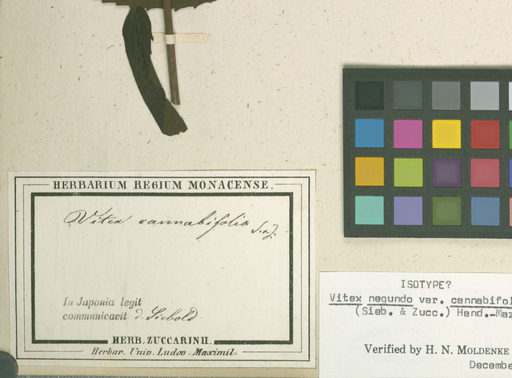 HERBARIUM REGIUM MONACENSE.
Vitex cannabifolia
In Japonia legit
communicavit d. Siebold.
HERB. ZUCCARINII.
Herbar. Univ. Ludov. Maximil.
ISOTYPE?
Vitex negundo var. cannabifol
(Sieb. & Zucc.) Hand.-Maz
Verified by H. N. MOLDENKE
Decembe